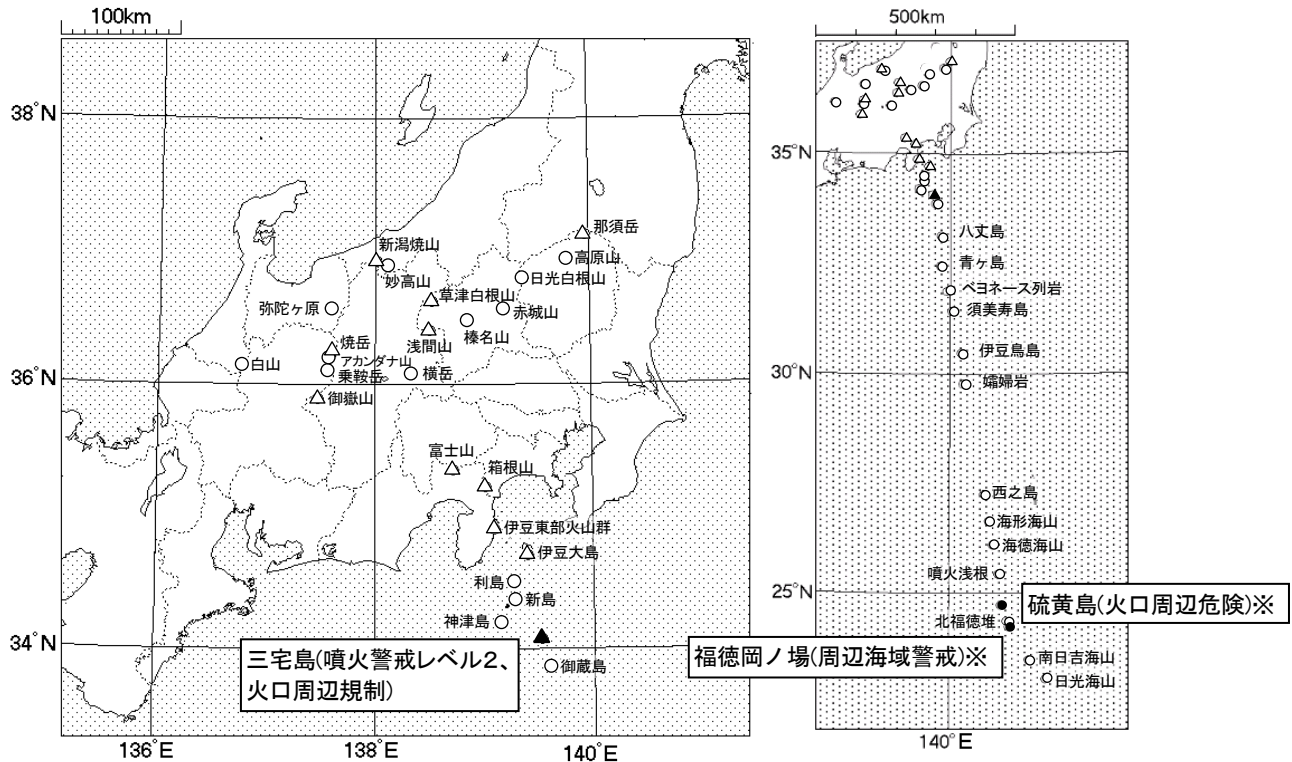 100km
38°N
36°N
34°N
136°E
138°E
140°E
那須岳
新潟焼山
高原山
妙高山
日光白根山
弥陀ヶ原
草津白根山
赤城山
榛名山
浅間山
焼岳
アカンダナ山
白山
乗鞍岳
横岳
御嶽山
富士山
箱根山
伊豆東部火山群
伊豆大島
利島
新島
神津島
三宅島(噴火警戒レベル２、
火口周辺規制)
御蔵島
500km
35°N
30°N
25°N
140°E
八丈島
青ヶ島
ベヨネース列岩
須美寿島
伊豆鳥島
孀婦岩
西之島
海形海山
海徳海山
噴火浅根
硫黄島(火口周辺危険)※
北福徳堆
福徳岡ノ場(周辺海域警戒)※
南日吉海山
日光海山